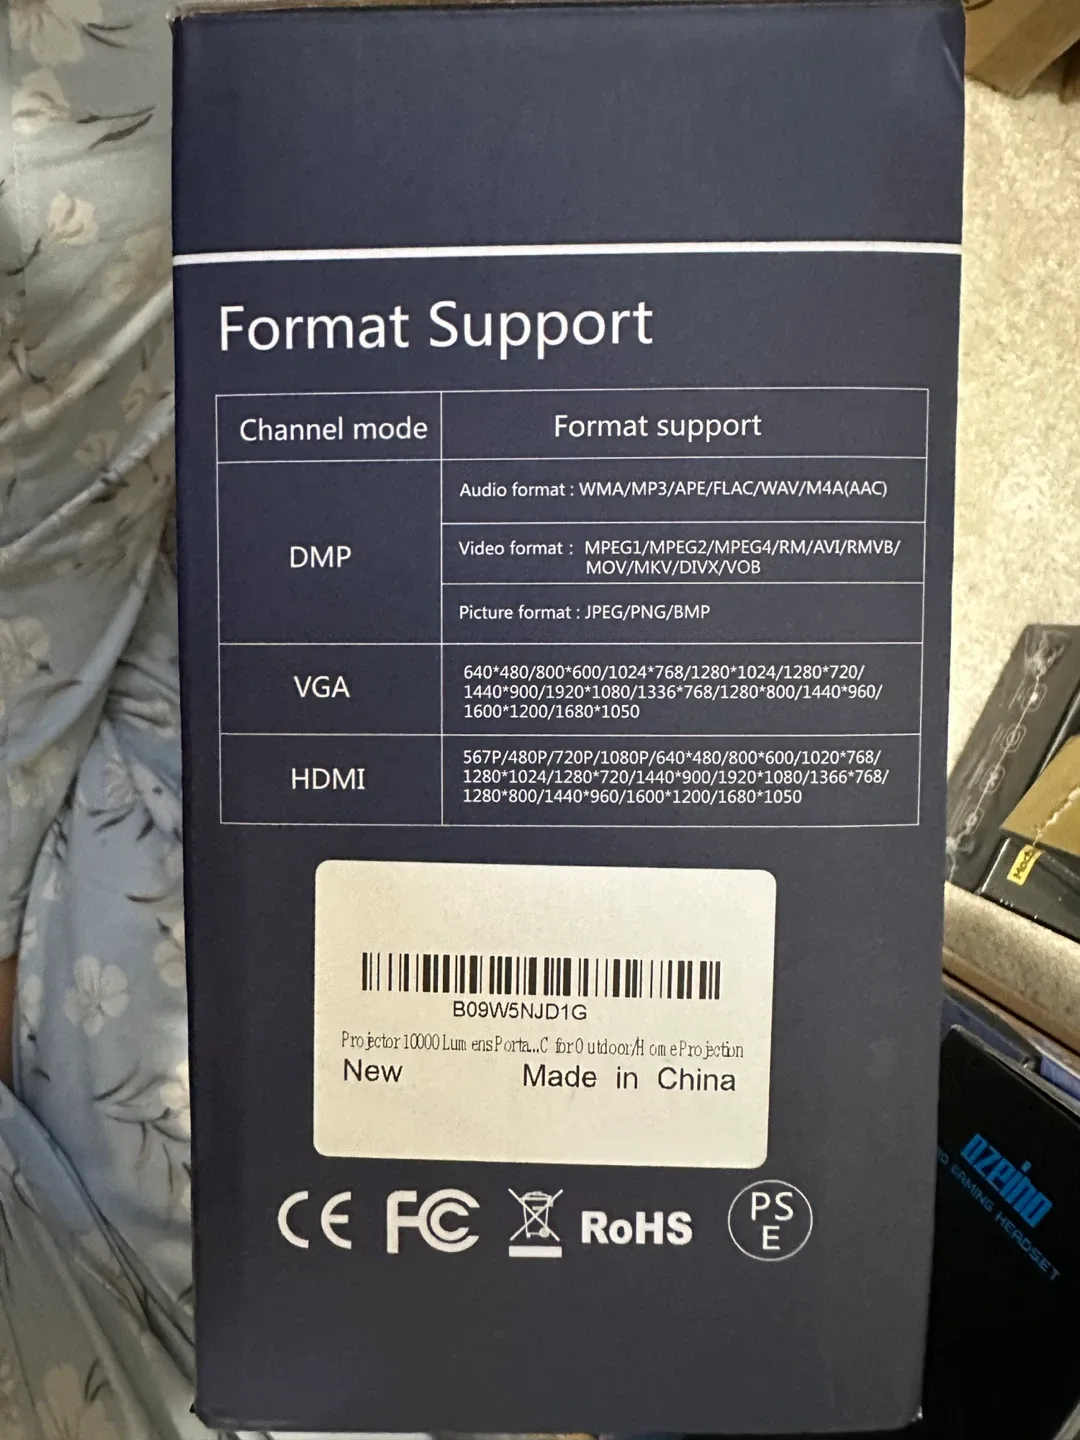 Format Support
Channel mode
Format support
DMP
Audio format : WMA/MP3/APE/FLAC/WAV/M4A(AAC)
Video format : MPEG1/MPEG2/MPEG4/RM/AVI/RMVB/
MOV/MKV/DIVX/VOB
Picture format : JPEG/PNG/BMP
VGA
640*480/800*600/1024*768/1280*1024/1280*720/
1440*900/1920*1080/1336*768/1280*800/1440*960/
1600*1200/1680*1050
HDMI
567P/480P/720P/1080P/640*480/800*600/1020*768/
1280*1024/1280*720/1440*900/1920*1080/1366*768/
1280*800/1440*960/1600*1200/1680*1050
B09W5NJD1G
Projector 10000 Lumens Porta...C for Outdoor/Home Projection
New Made in China
CE FC RoHS PS
E
ozeino
GAMING HEADSET